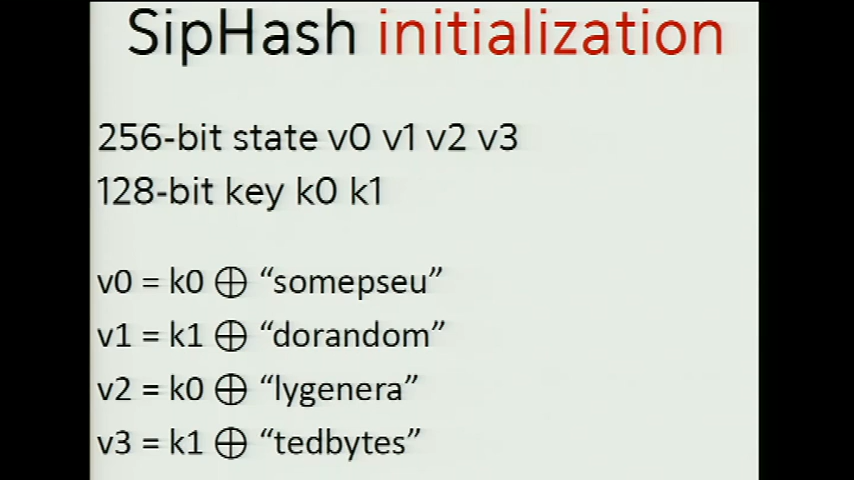 SipHash initialization
256-bit state v0 v1 v2 v3
128-bit key k0 k1
v0 = k0 ⊕ “somepseu”
v1 = k1 ⊕ “dorandom”
v2 = k0 ⊕ “lygenera”
v3 = k1 ⊕ “tedbytes”